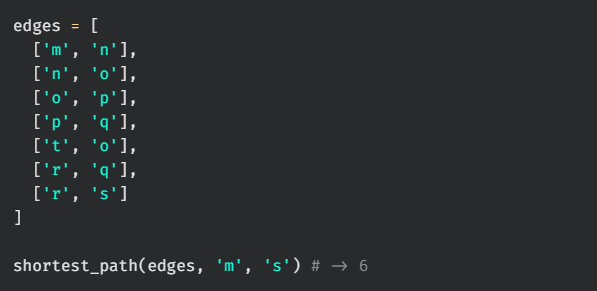 edges = [
  ['m', 'n'],
  ['n', 'o'],
  ['o', 'p'],
  ['p', 'q'],
  ['t', 'o'],
  ['r', 'q'],
  ['r', 's']
]
shortest_path(edges, 'm', 's') # -> 6